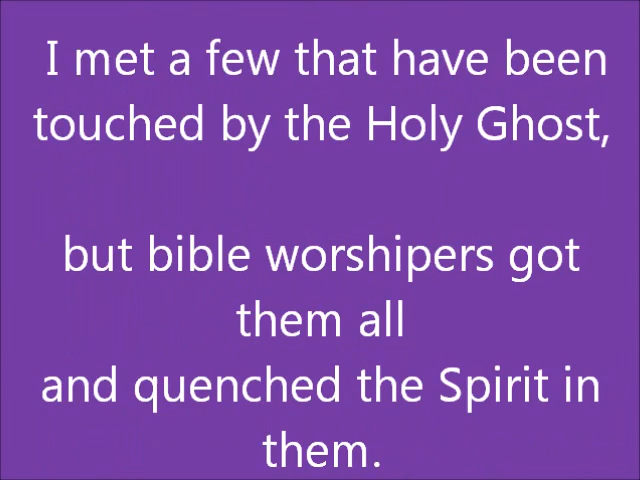 I met a few that have been
touched by the Holy Ghost,
but bible worshipers got
them all
and quenched the Spirit in
them.